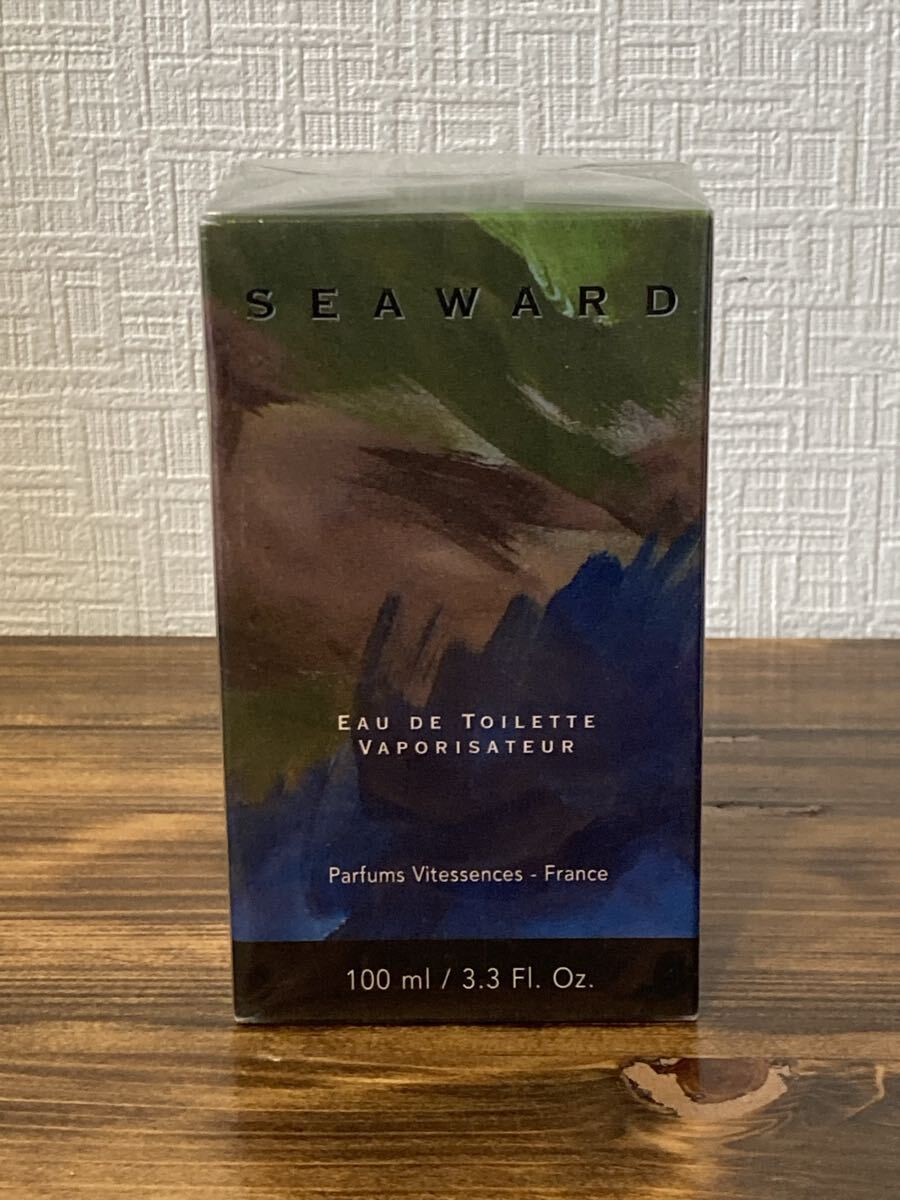 SEAWARD
EAU DE TOILETTE
VAPORISATEUR
Parfums Vitessences - France
100 ml / 3.3 Fl. Oz.